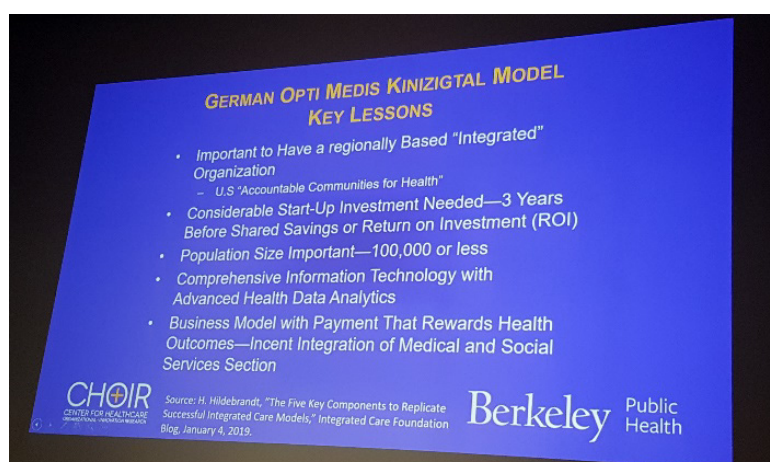 GERMAN OPTI MEDIS KINIZIGTAL MODEL
KEY LESSONS
• Important to Have a regionally Based “Integrated”
Organization
– U.S “Accountable Communities for Health”
• Considerable Start-Up Investment Needed—3 Years
Before Shared Savings or Return on Investment (ROI)
• Population Size Important—100,000 or less
• Comprehensive Information Technology with
Advanced Health Data Analytics
• Business Model with Payment That Rewards Health
Outcomes—Incent Integration of Medical and Social
Services Section
CHOIR
CENTER FOR HEALTHCARE
ORGANIZATIONAL + INNOVATION RESEARCH
Source: H. Hildebrandt, “The Five Key Components to Replicate
Successful Integrated Care Models,” Integrated Care Foundation
Blog, January 4, 2019.
Berkeley
Public
Health